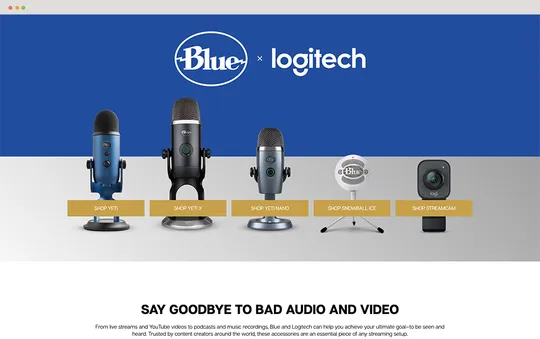 Blue × logitech
Blue
logi
SHOP YETI
SHOP YETI X
SHOP YETI NANO
SHOP SNOWBALL ICE
SHOP STREAMCAM
SAY GOODBYE TO BAD AUDIO AND VIDEO
From live streams and YouTube videos to podcasts and music recordings, Blue and Logitech can help you achieve your ultimate goal–to be seen and
heard. Trusted by content creators around the world, these accessories are an essential piece of any streaming setup.